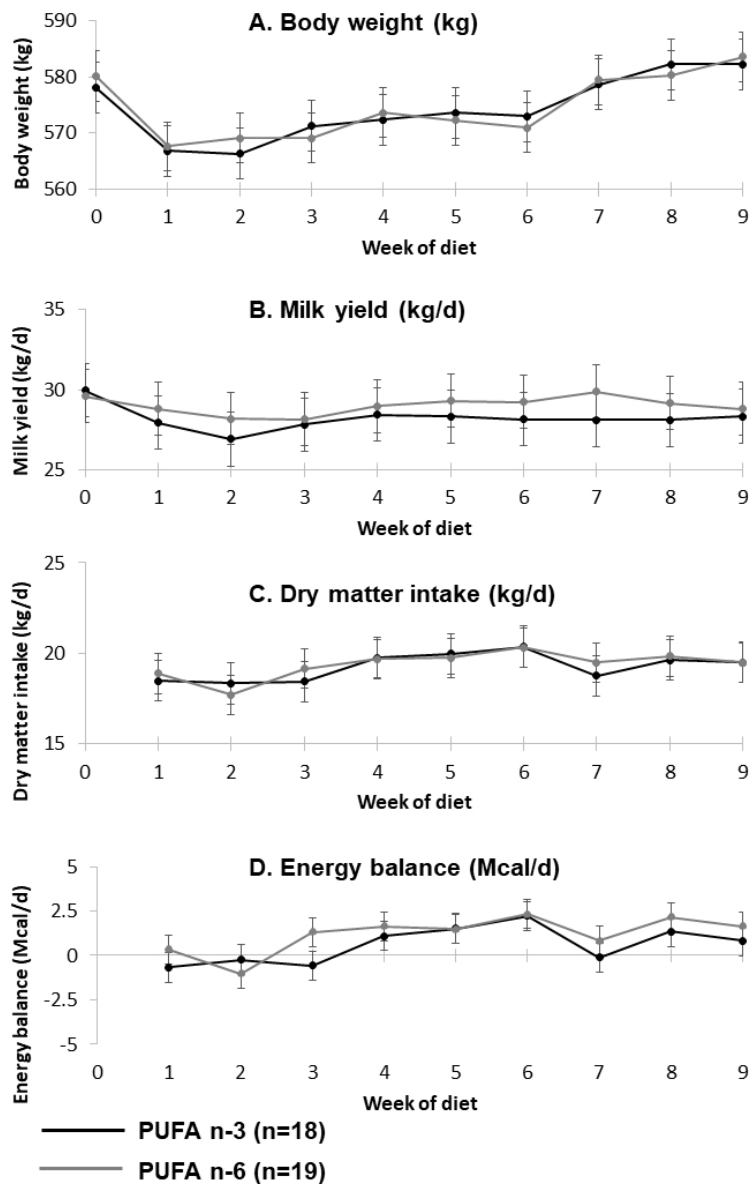 A. Body weight (kg)
Body weight (kg)
590
580
570
560
0 1 2 3 4 5 6 7 8 9
Week of diet
B. Milk yield (kg/d)
Milk yield (kg/d)
35
30
25
0 1 2 3 4 5 6 7 8 9
Week of diet
C. Dry matter intake (kg/d)
Dry matter intake (kg/d)
25
20
15
0 1 2 3 4 5 6 7 8 9
Week of diet
D. Energy balance (Mcal/d)
Energy balance (Mcal/d)
5
2.5
0
-2.5
-5
0 1 2 3 4 5 6 7 8 9
Week of diet
PUFA n-3 (n=18)
PUFA n-6 (n=19)